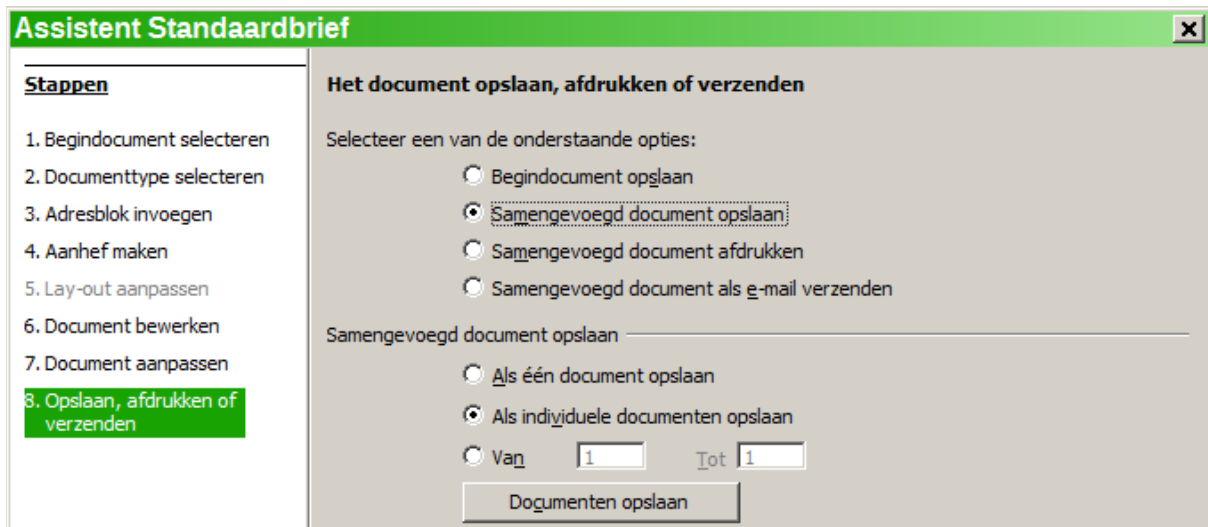 Assistent Standaardbrief
Stappen
1. Begindocument selecteren
2. Documenttype selecteren
3. Adresblok invoegen
4. Aanhef maken
5. Lay-out aanpassen
6. Document bewerken
7. Document aanpassen
8. Opslaan, afdrukken of
verzenden
Het document opslaan, afdrukken of verzenden
Selecteer een van de onderstaande opties:
Begindocument opslaan
Samengevoegd document opslaan
Samengevoegd document afdrukken
Samengevoegd document als e-mail verzenden
Samengevoegd document opslaan
Als één document opslaan
Als individuele documenten opslaan
Van 1 Tot 1
Documenten opslaan